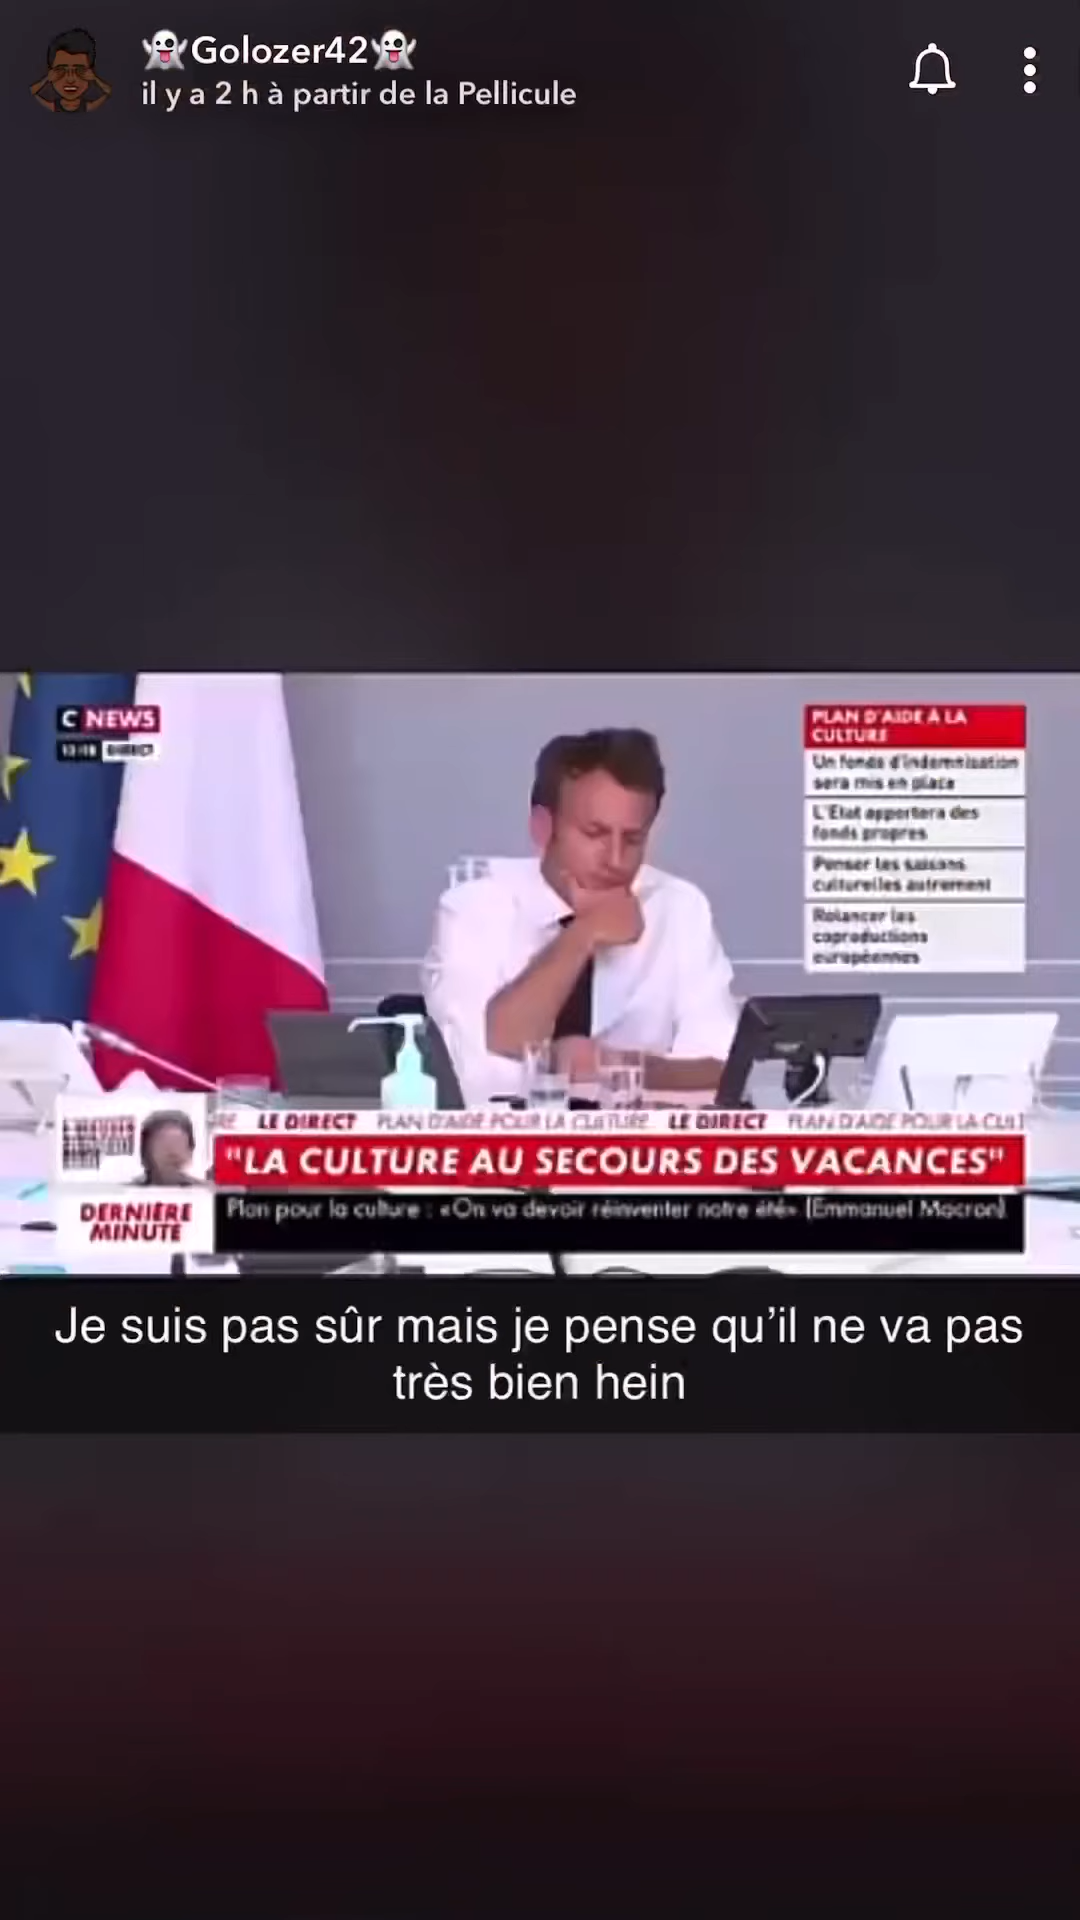 👻Golozer42👻
il y a 2 h à partir de la Pellicule
C NEWS
DIRECT
PLAN D'AIDE À LA
CULTURE
Un fonds d'indemnisation
sera mis en place
L'État apportera des
fonds propres
Penser les saisons
culturelles autrement
Relancer les
coproductions
européennes
RE LE DIRECT PLAN D'AIDE POUR LA CULTURE LE DIRECT PLAN D'AIDE POUR LA CULT
"LA CULTURE AU SECOURS DES VACANCES"
DERNIÈRE
MINUTE
Plan pour la culture : «On va devoir réinventer notre été» (Emmanuel Macron)
Je suis pas sûr mais je pense qu’il ne va pas
très bien hein